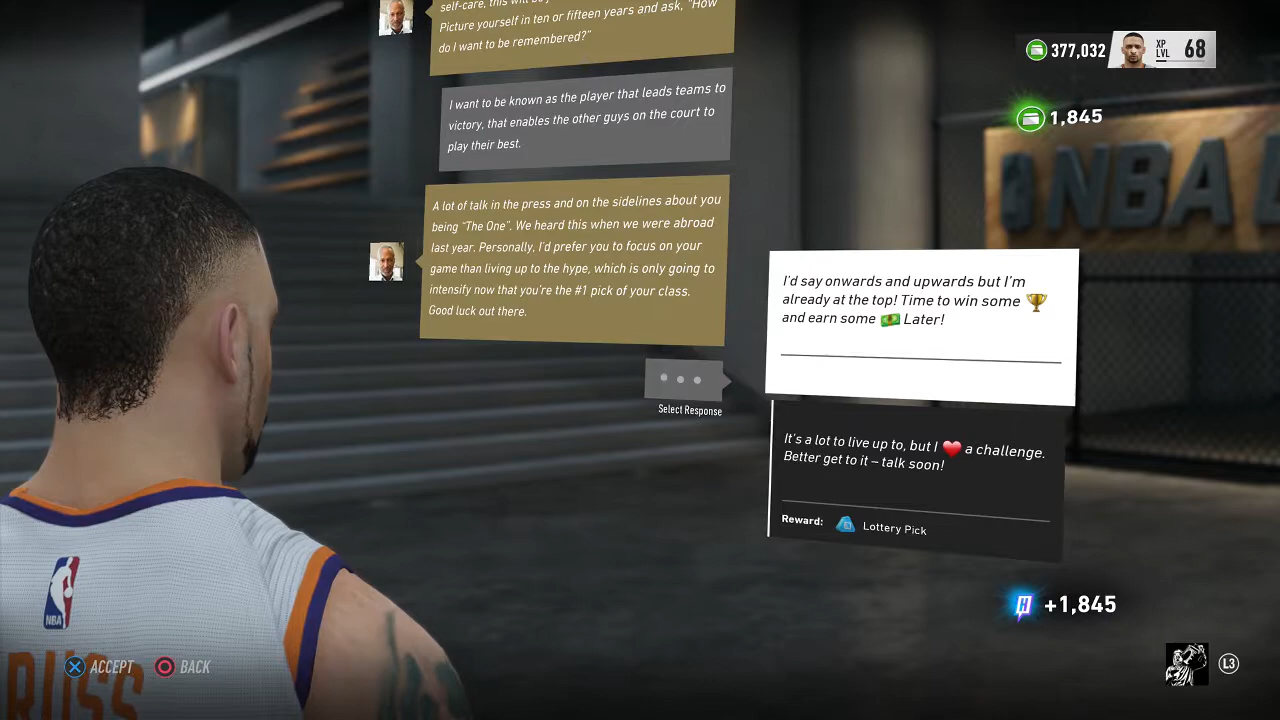 self-care, this will be
Picture yourself in ten or fifteen years and ask, "How
do I want to be remembered?"
I want to be known as the player that leads teams to
victory, that enables the other guys on the court to
play their best.
A lot of talk in the press and on the sidelines about you
being "The One". We heard this when we were abroad
last year. Personally, I'd prefer you to focus on your
game than living up to the hype, which is only going to
intensify now that you're the #1 pick of your class.
Good luck out there.
Select Response
377,032
XP
LVL
68
1,845
NBA
I'd say onwards and upwards but I'm
already at the top! Time to win some
and earn some Later!
It's a lot to live up to, but I a challenge.
Better get to it – talk soon!
Reward: Lottery Pick
+1,845
NBA
RUSS
ACCEPT BACK
L3